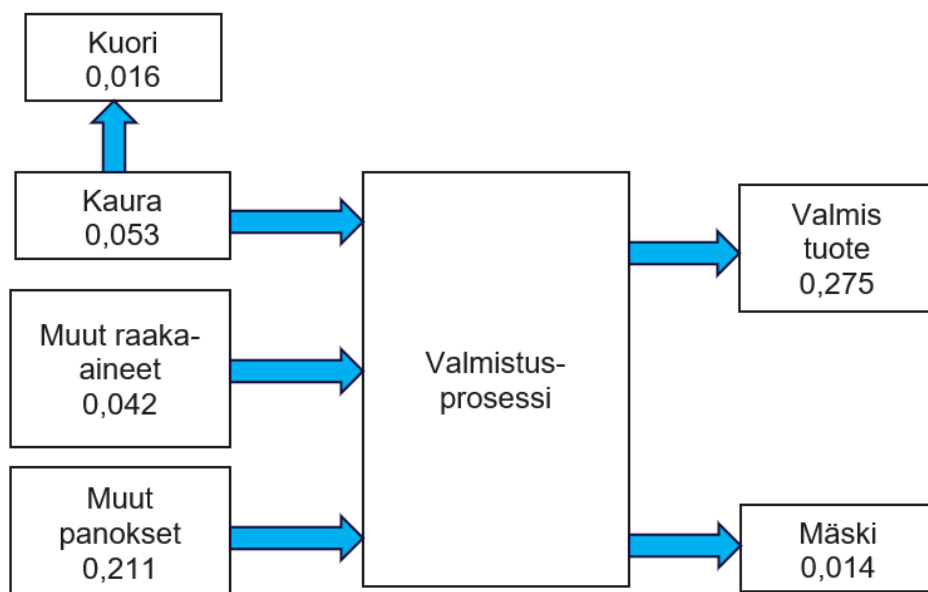 Kuori
0,016
Kaura
0,053
Muut raaka-
aineet
0,042
Muut
panokset
0,211
Valmistus-
prosessi
Valmis
tuote
0,275
Mäski
0,014